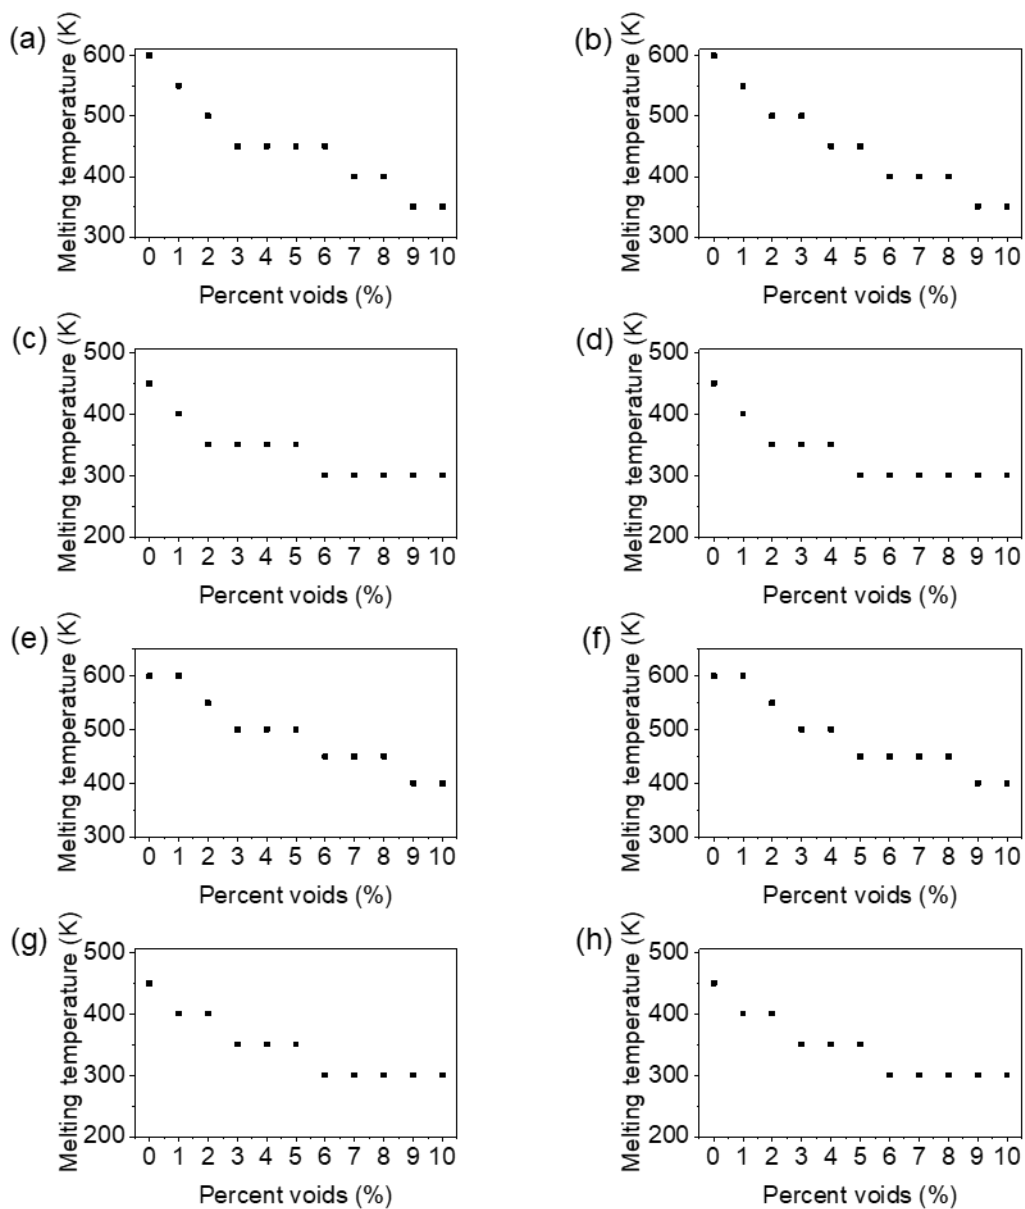 (a)
Melting temperature (K)
600
500
400
300
0 1 2 3 4 5 6 7 8 9 10
Percent voids (%)
(b)
Melting temperature (K)
600
500
400
300
0 1 2 3 4 5 6 7 8 9 10
Percent voids (%)
(c)
Melting temperature (K)
500
400
300
200
0 1 2 3 4 5 6 7 8 9 10
Percent voids (%)
(d)
Melting temperature (K)
500
400
300
200
0 1 2 3 4 5 6 7 8 9 10
Percent voids (%)
(e)
Melting temperature (K)
600
500
400
300
0 1 2 3 4 5 6 7 8 9 10
Percent voids (%)
(f)
Melting temperature (K)
600
500
400
300
0 1 2 3 4 5 6 7 8 9 10
Percent voids (%)
(g)
Melting temperature (K)
500
400
300
200
0 1 2 3 4 5 6 7 8 9 10
Percent voids (%)
(h)
Melting temperature (K)
500
400
300
200
0 1 2 3 4 5 6 7 8 9 10
Percent voids (%)